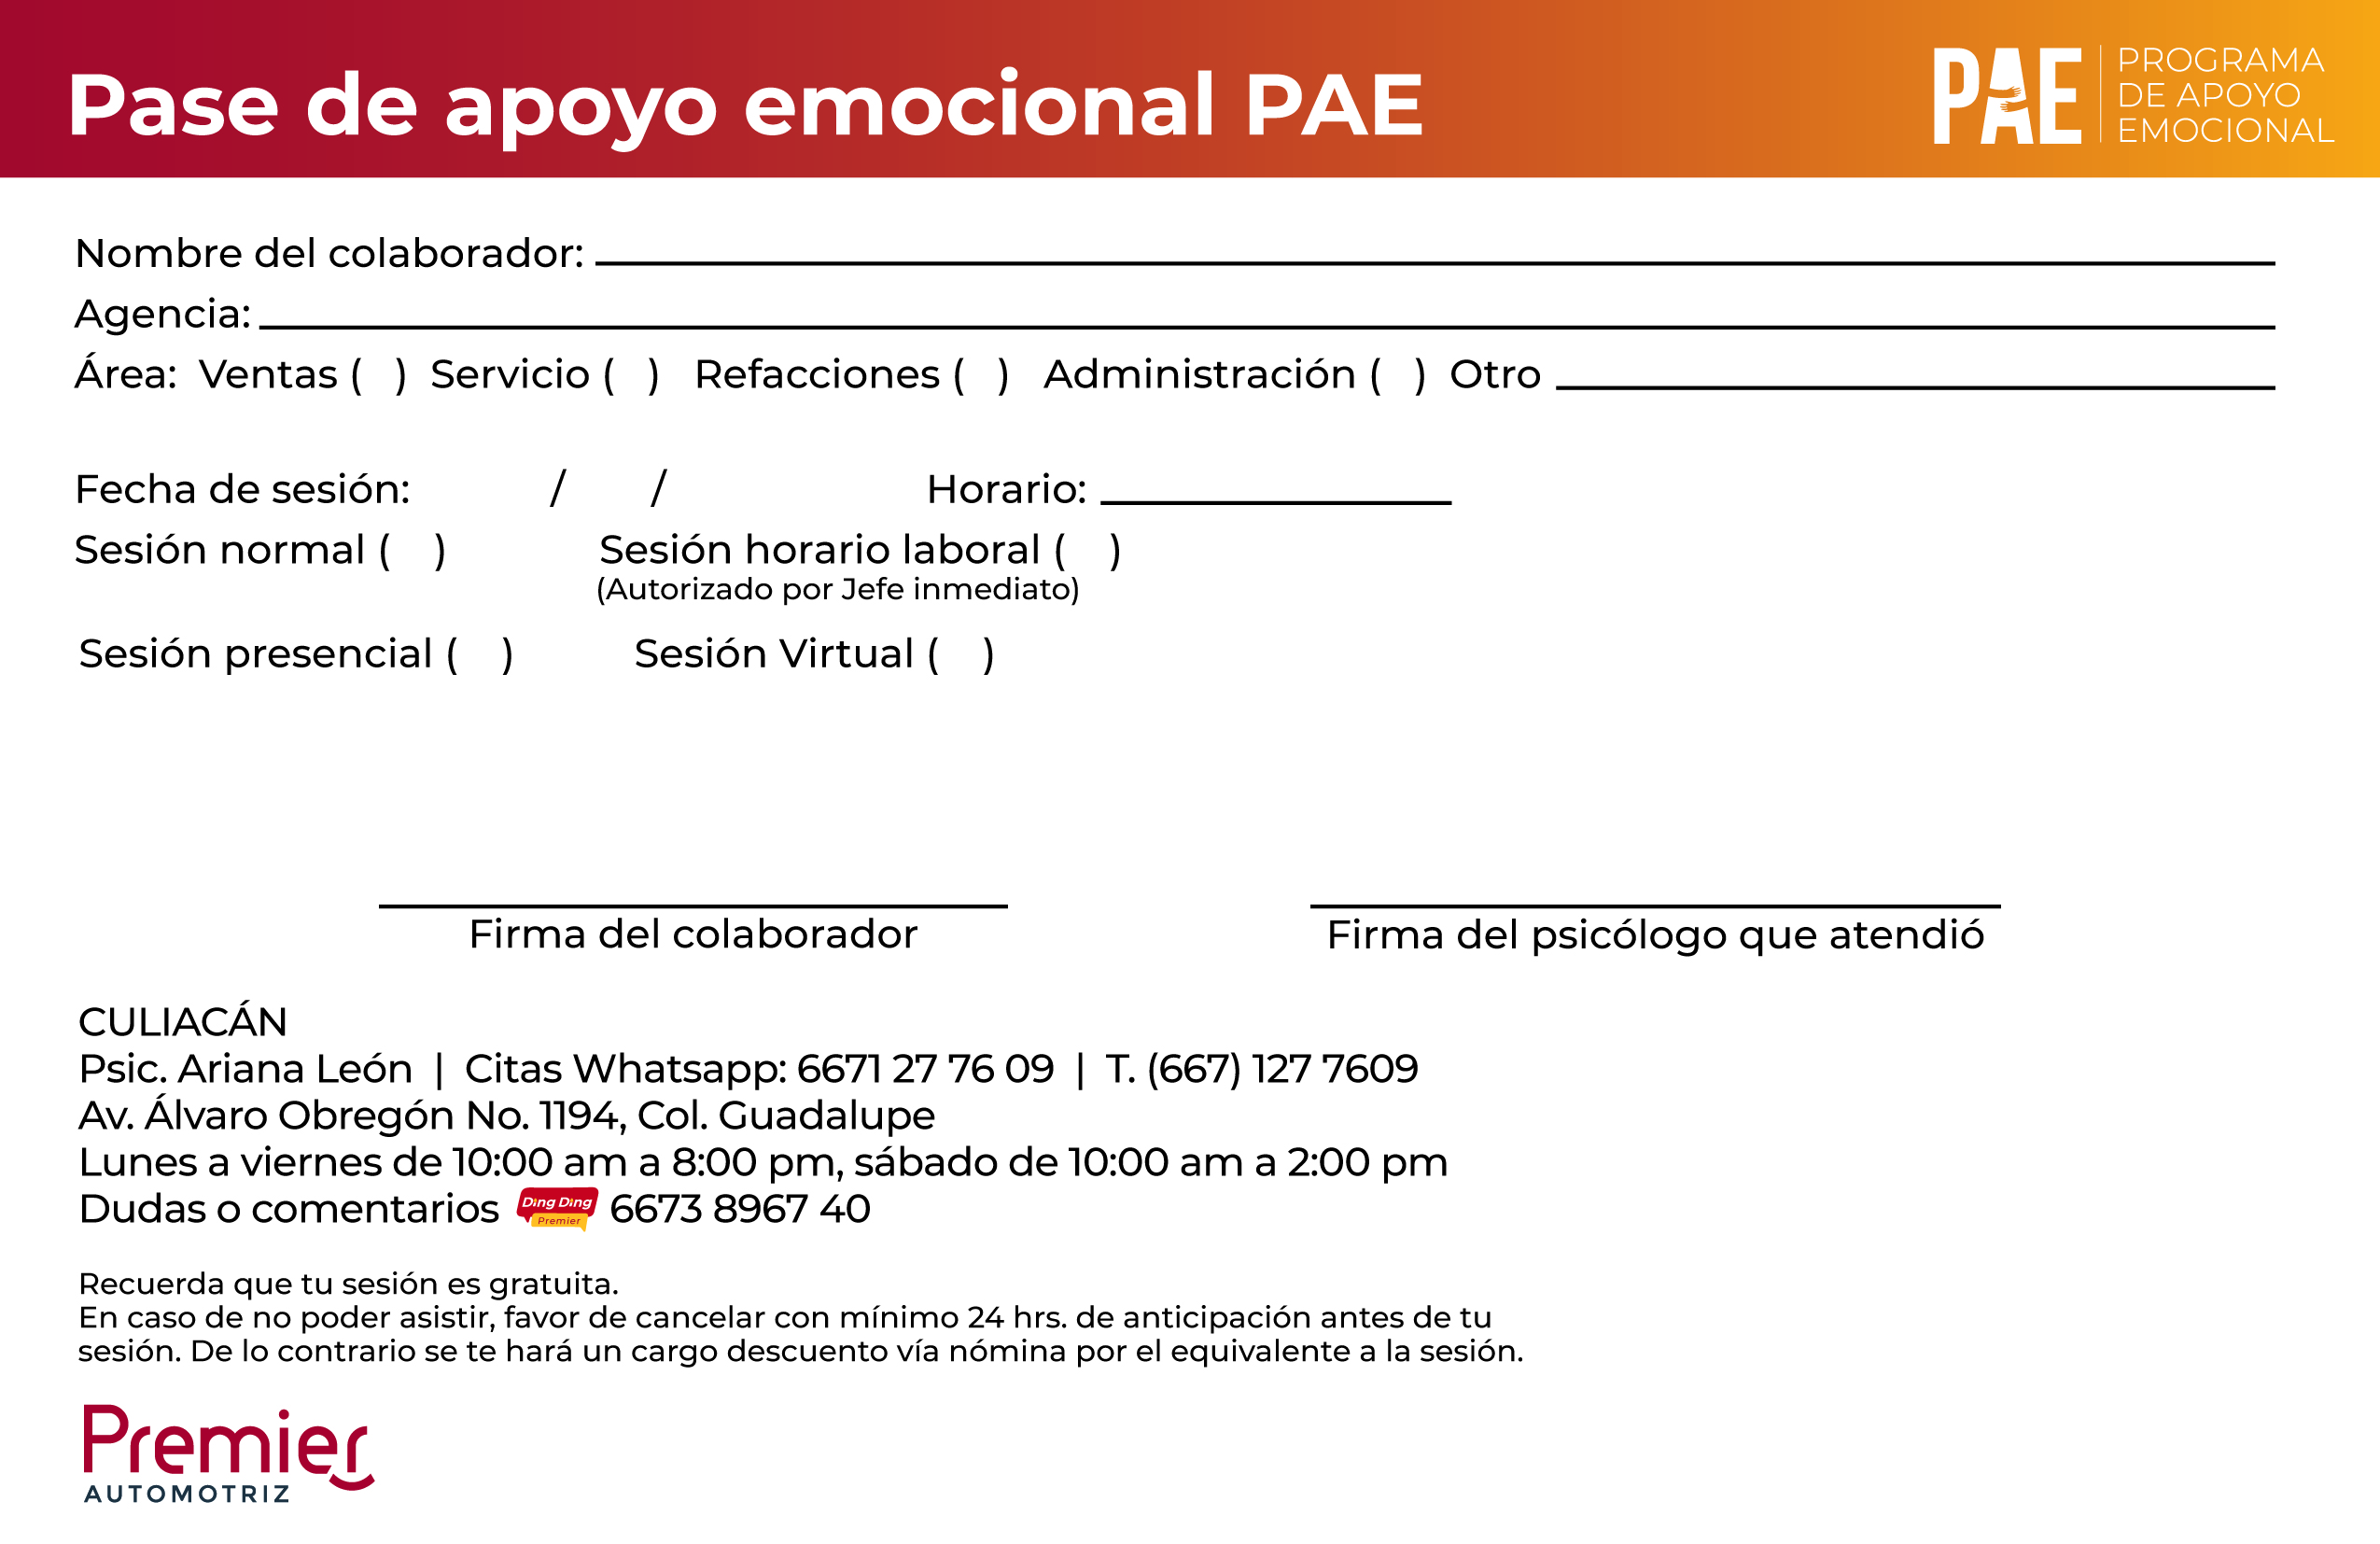 Pase de apoyo emocional PAE
PAE
PROGRAMA
DE APOYO
EMOCIONAL
Nombre del colaborador:
Agencia:
Área: Ventas ( ) Servicio ( ) Refacciones ( ) Administración ( ) Otro
Fecha de sesión: / / Horario:
Sesión normal ( ) Sesión horario laboral ( )
(Autorizado por Jefe inmediato)
Sesión presencial ( ) Sesión Virtual ( )
Firma del colaborador Firma del psicólogo que atendió
CULIACÁN
Psic. Ariana León | Citas Whatsapp: 6671 27 76 09 | T. (667) 127 7609
Av. Álvaro Obregón No. 1194, Col. Guadalupe
Lunes a viernes de 10:00 am a 8:00 pm, sábado de 10:00 am a 2:00 pm
Dudas o comentarios Ding Ding Premier 6673 8967 40
Recuerda que tu sesión es gratuita.
En caso de no poder asistir, favor de cancelar con mínimo 24 hrs. de anticipación antes de tu
sesión. De lo contrario se te hará un cargo descuento vía nómina por el equivalente a la sesión.
Premier
AUTOMOTRIZ